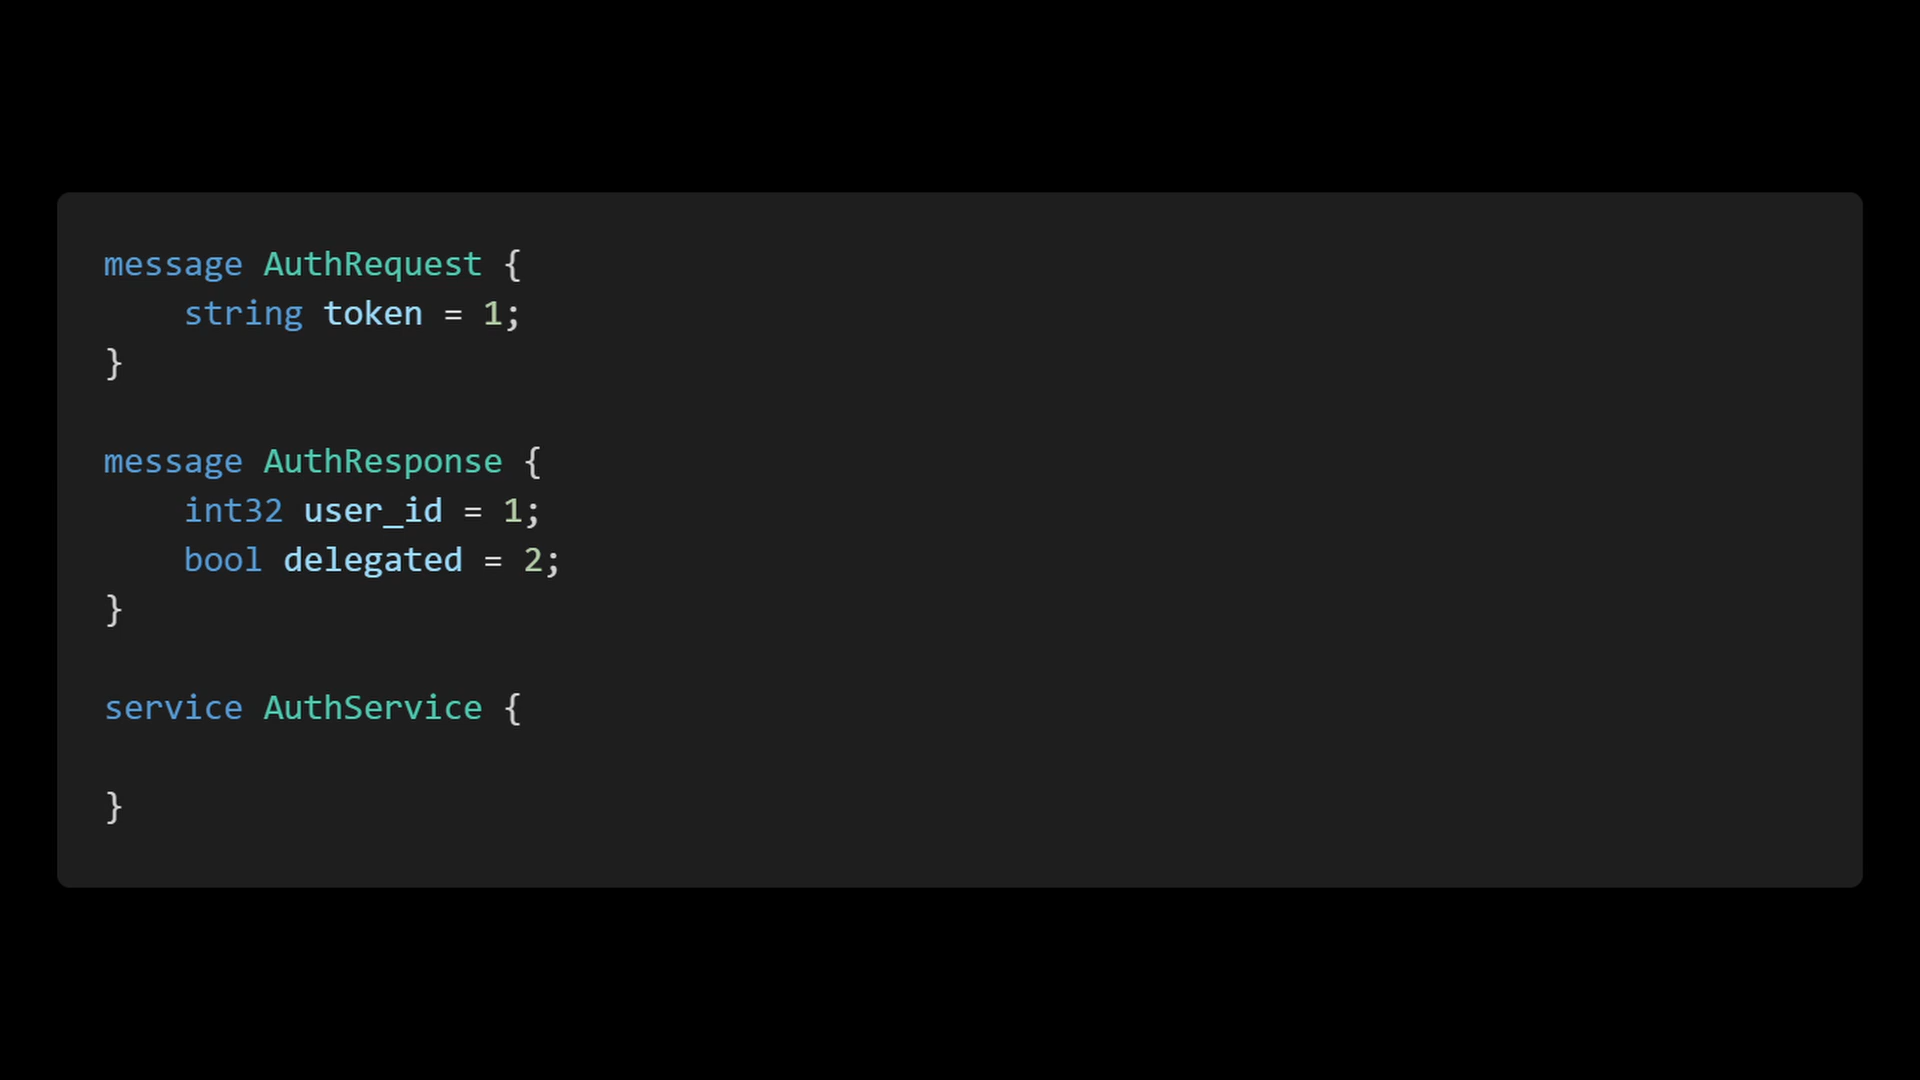 message AuthRequest {
    string token = 1;
}
message AuthResponse {
    int32 user_id = 1;
    bool delegated = 2;
}
service AuthService {
}